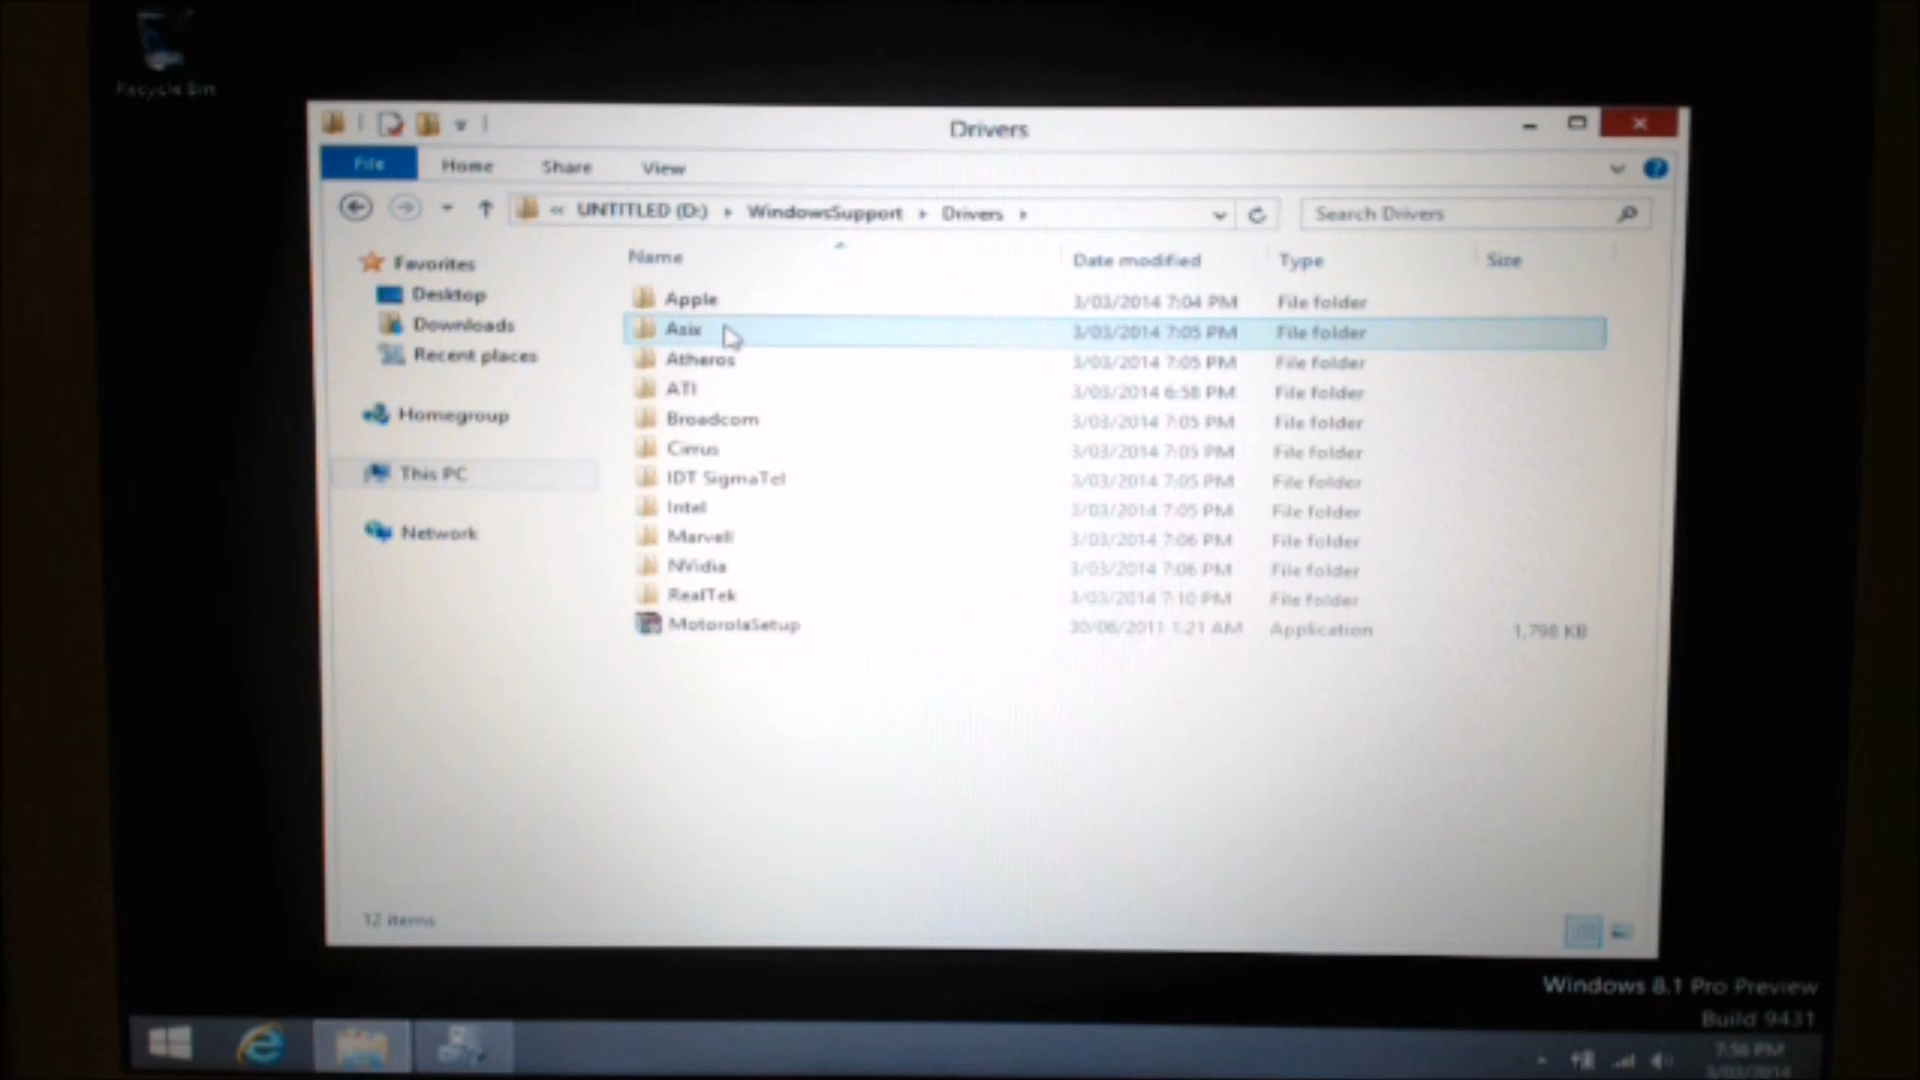 Recycle Bin
Drivers
File Home Share View
« UNTITLED (D:) WindowsSupport Drivers Search Drivers
Name Date modified Type Size
Favorites
Desktop
Downloads
Recent places
Homegroup
This PC
Network
Apple 3/03/2014 7:04 PM File folder
Asix 3/03/2014 7:05 PM File folder
Atheros 3/03/2014 7:05 PM File folder
ATI 3/03/2014 6:58 PM File folder
Broadcom 3/03/2014 7:05 PM File folder
Cirrus 3/03/2014 7:05 PM File folder
IDT SigmaTel 3/03/2014 7:05 PM File folder
Intel 3/03/2014 7:05 PM File folder
Marvell 3/03/2014 7:06 PM File folder
NVidia 3/03/2014 7:06 PM File folder
RealTek 3/03/2014 7:10 PM File folder
MotorolaSetup 30/06/2011 1:21 AM Application 1,798 KB
12 items
Windows 8.1 Pro Preview
Build 9431
7:56 PM
3/03/2014